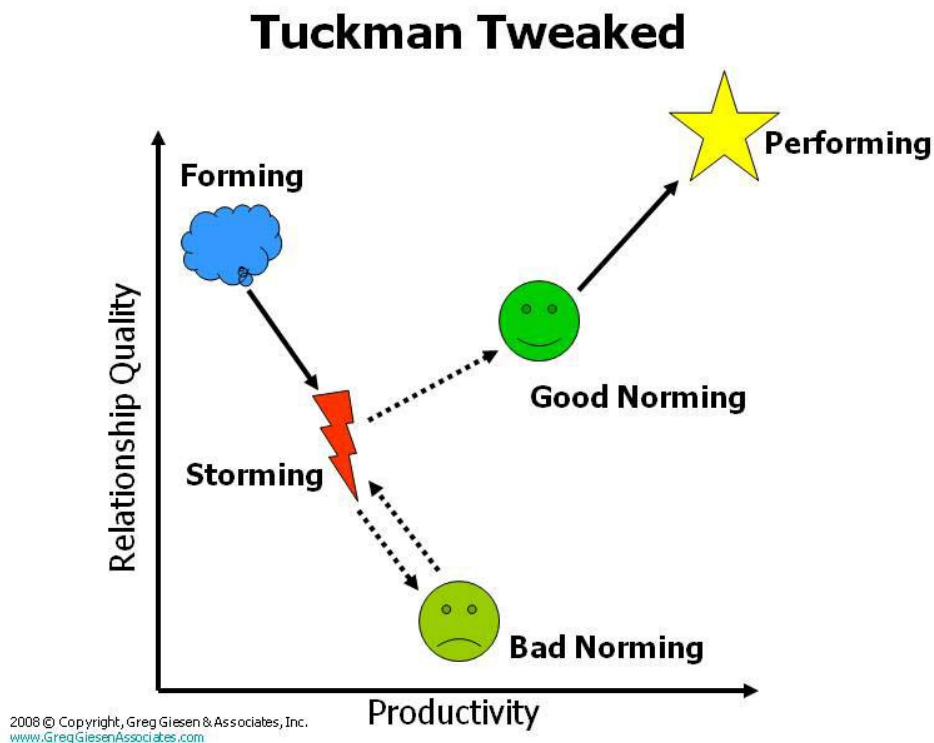 Tuckman Tweaked
Performing
Forming
Relationship Quality
Good Norming
Storming
Bad Norming
Productivity
2008 © Copyright, Greg Giesen & Associates, Inc.
www.GregGiesenAssociates.com